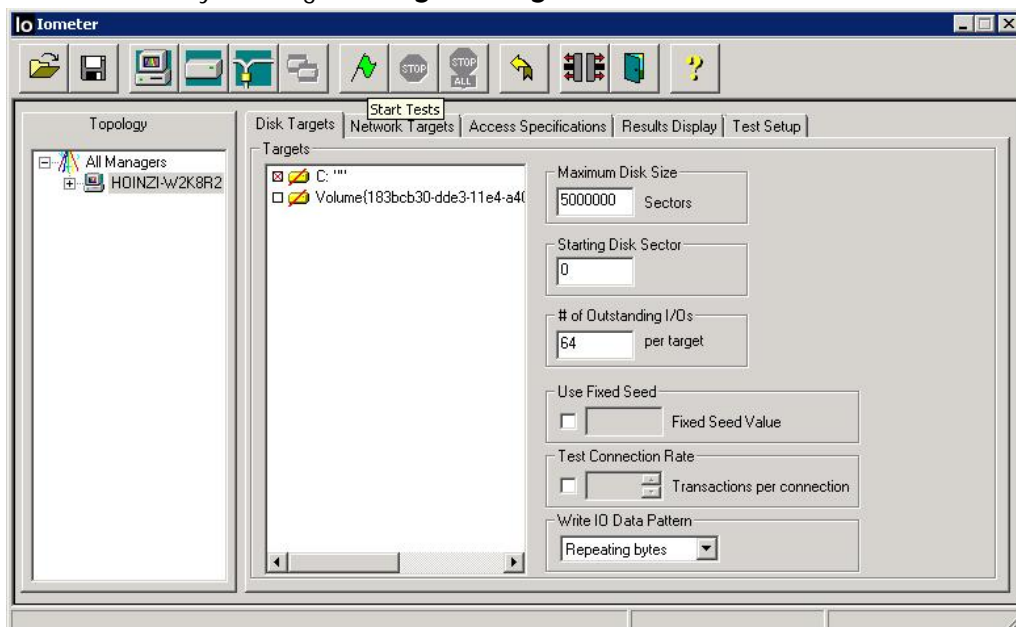 Iometer
STOP
STOP
ALL
Start Tests
Topology
Disk Targets
Network Targets
Access Specifications
Results Display
Test Setup
All Managers
HOINZI-W2K8R2
Targets
C: ""
Volume{183bcb30-dde3-11e4-a4
Maximum Disk Size
5000000 Sectors
Starting Disk Sector
0
# of Outstanding I/Os
64 per target
Use Fixed Seed
Fixed Seed Value
Test Connection Rate
Transactions per connection
Write IO Data Pattern
Repeating bytes